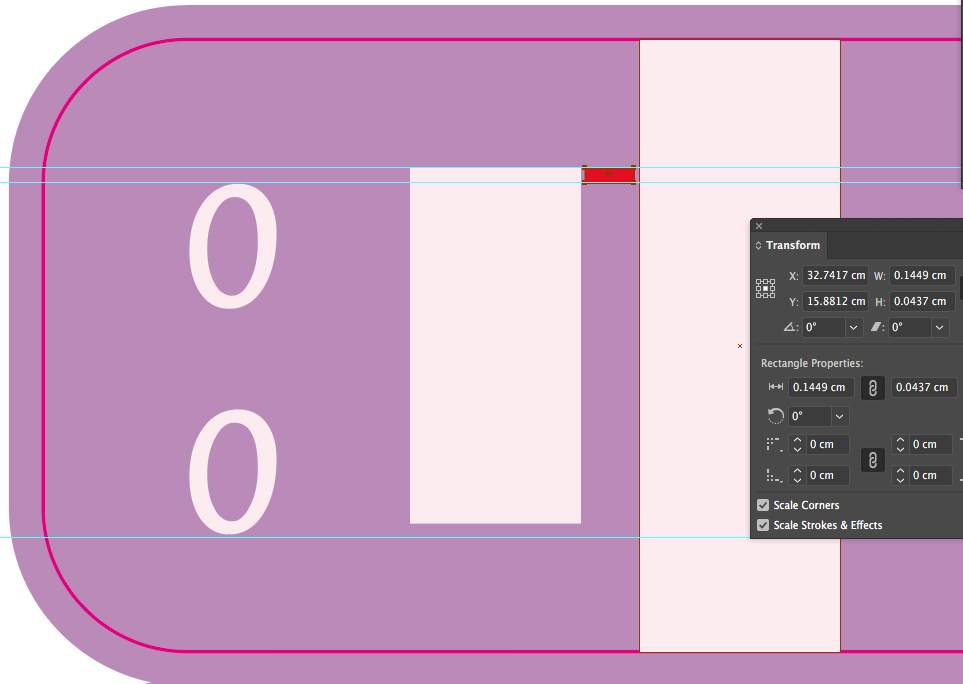 0
0
Transform
X: 32.7417 cm W: 0.1449 cm
Y: 15.8812 cm H: 0.0437 cm
0° 0°
Rectangle Properties:
0.1449 cm 0.0437 cm
0°
0 cm 0 cm
0 cm 0 cm
Scale Corners
Scale Strokes & Effects